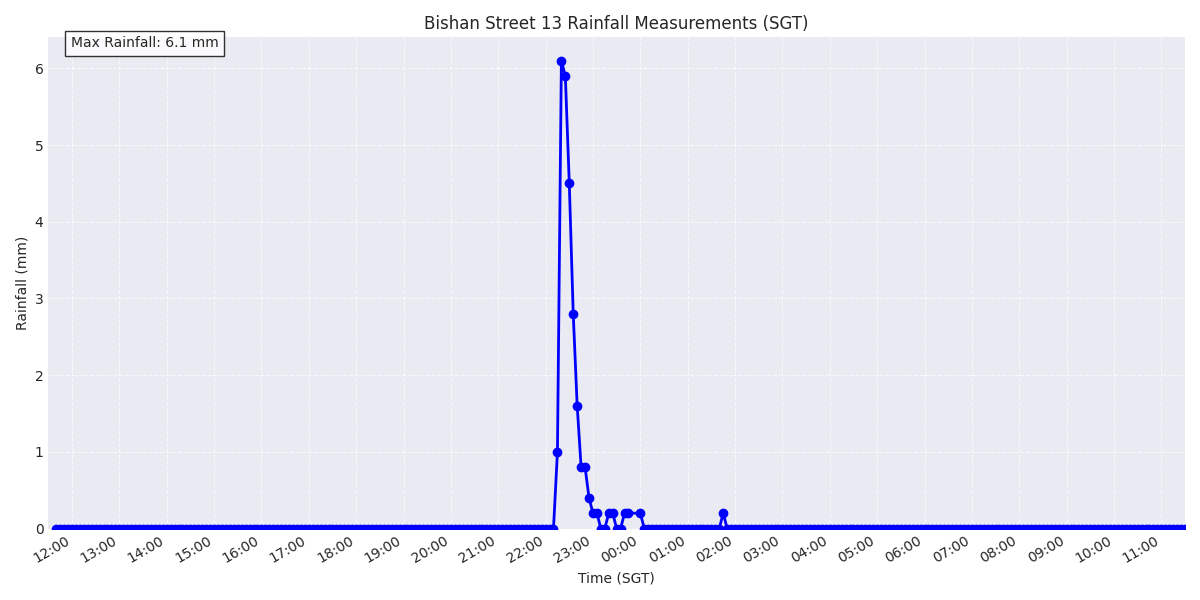 Bishan Street 13 Rainfall Measurements (SGT)
Max Rainfall: 6.1 mm
6
5
4
3
2
1
0
Rainfall (mm)
12:00 13:00 14:00 15:00 16:00 17:00 18:00 19:00 20:00 21:00 22:00 23:00 00:00 01:00 02:00 03:00 04:00 05:00 06:00 07:00 08:00 09:00 10:00 11:00
Time (SGT)